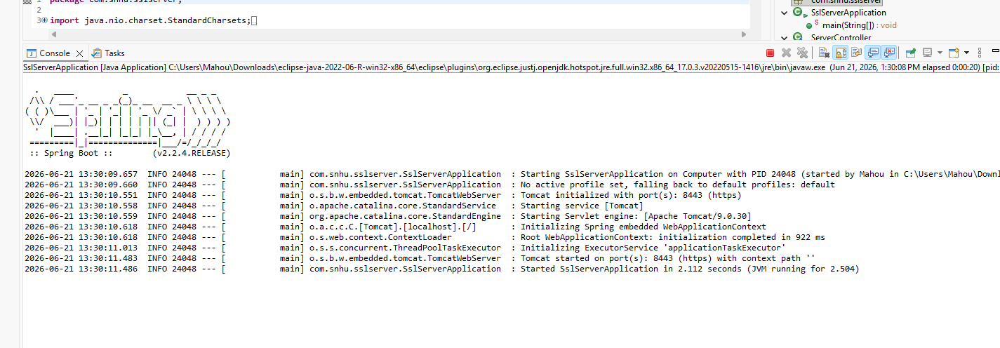 1 package com.snhu.sslserver;
2
3 import java.nio.charset.StandardCharsets;
com.snhu.sslserver
SslServerApplication
main(String[]) : void
ServerController
Console Tasks
SslServerApplication [Java Application] C:\Users\Mahou\Downloads\eclipse-java-2022-06-R-win32-x86_64\eclipse\plugins\org.eclipse.justj.openjdk.hotspot.jre.full.win32.x86_64_17.0.3.v20220515-1416\jre\bin\javaw.exe (Jun 21, 2026, 1:30:08 PM elapsed 0:00:20) [pid:
  .   ____          _            __ _ _
 /\\ / ___'_ __ _ _(_)_ __  __ _ \ \ \ \
( ( )\___ | '_ | '_| | '_ \/ _` | \ \ \ \
 \\/  ___)| |_)| | | | | || (_| |  ) ) ) )
  '  |____| .__|_| |_|_| |_\__, | / / / /
 =========|_|==============|___/=/_/_/_/
 :: Spring Boot ::        (v2.2.4.RELEASE)
2026-06-21 13:30:09.657  INFO 24048 --- [           main] com.snhu.sslserver.SslServerApplication  : Starting SslServerApplication on Computer with PID 24048 (started by Mahou in C:\Users\Mahou\Downl
2026-06-21 13:30:09.660  INFO 24048 --- [           main] com.snhu.sslserver.SslServerApplication  : No active profile set, falling back to default profiles: default
2026-06-21 13:30:10.551  INFO 24048 --- [           main] o.s.b.w.embedded.tomcat.TomcatWebServer  : Tomcat initialized with port(s): 8443 (https)
2026-06-21 13:30:10.558  INFO 24048 --- [           main] o.apache.catalina.core.StandardService   : Starting service [Tomcat]
2026-06-21 13:30:10.559  INFO 24048 --- [           main] org.apache.catalina.core.StandardEngine  : Starting Servlet engine: [Apache Tomcat/9.0.30]
2026-06-21 13:30:10.618  INFO 24048 --- [           main] o.a.c.c.C.[Tomcat].[localhost].[/]       : Initializing Spring embedded WebApplicationContext
2026-06-21 13:30:10.618  INFO 24048 --- [           main] o.s.web.context.ContextLoader            : Root WebApplicationContext: initialization completed in 922 ms
2026-06-21 13:30:11.013  INFO 24048 --- [           main] o.s.s.concurrent.ThreadPoolTaskExecutor  : Initializing ExecutorService 'applicationTaskExecutor'
2026-06-21 13:30:11.483  INFO 24048 --- [           main] o.s.b.w.embedded.tomcat.TomcatWebServer  : Tomcat started on port(s): 8443 (https) with context path ''
2026-06-21 13:30:11.486  INFO 24048 --- [           main] com.snhu.sslserver.SslServerApplication  : Started SslServerApplication in 2.112 seconds (JVM running for 2.504)